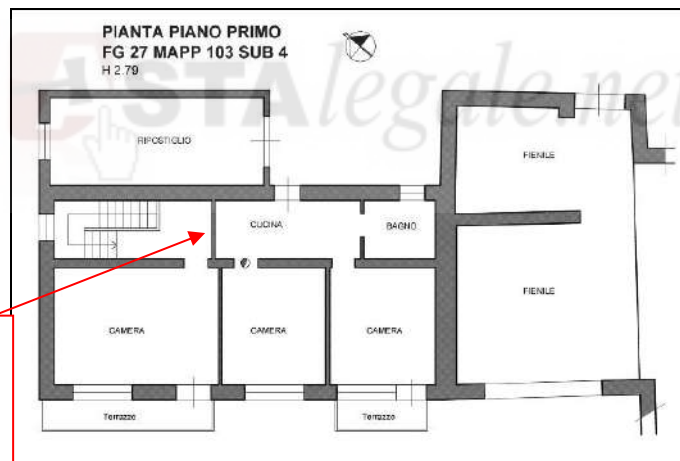 PIANTA PIANO PRIMO
FG 27 MAPP 103 SUB 4
H 2.79
ASTAlegale.net
RIPOSTIGLIO
FIENILE
CUCINA
BAGNO
FIENILE
CAMERA
CAMERA
CAMERA
Terrazzo
Terrazzo